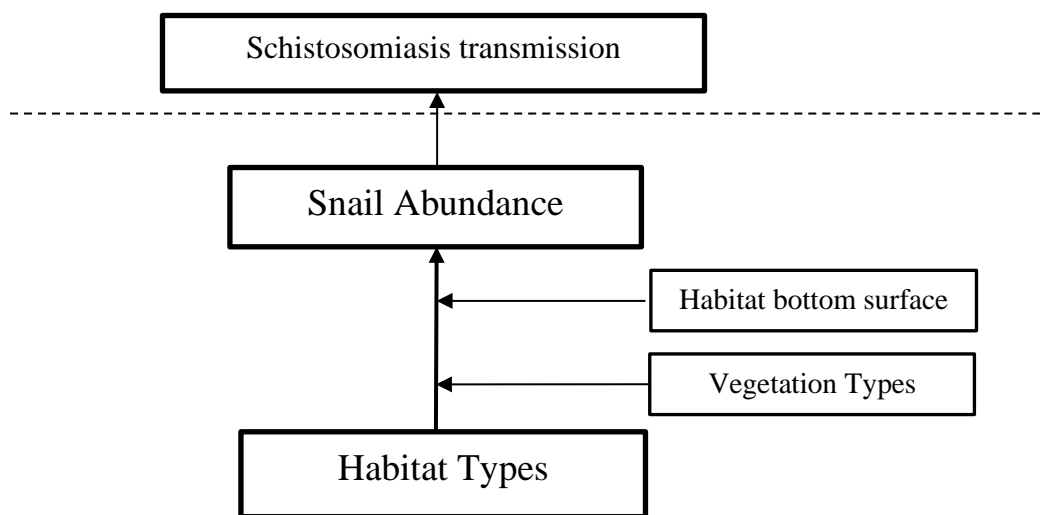 Schistosomiasis transmission
Snail Abundance
Habitat bottom surface
Vegetation Types
Habitat Types